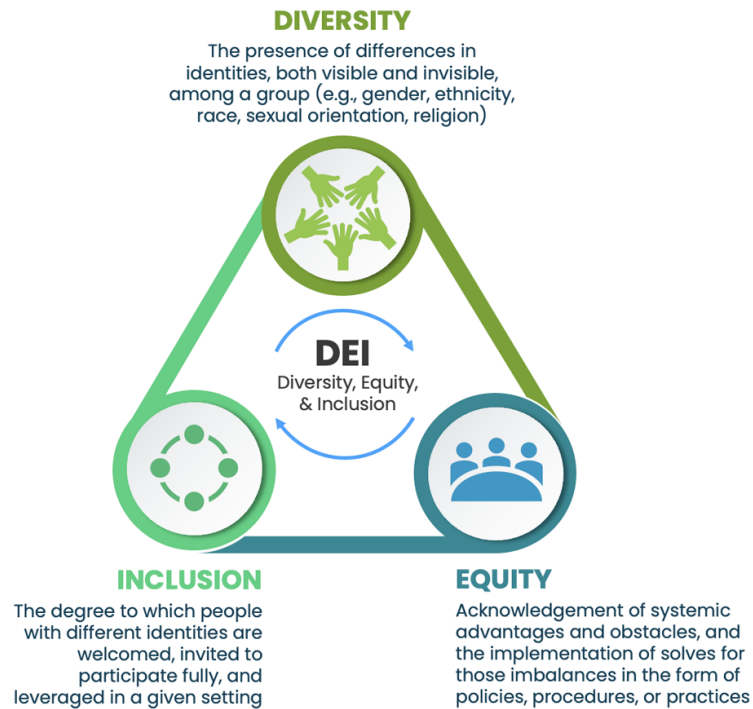 DIVERSITY
The presence of differences in
identities, both visible and invisible,
among a group (e.g., gender, ethnicity,
race, sexual orientation, religion)
DEI
Diversity, Equity,
& Inclusion
INCLUSION
The degree to which people
with different identities are
welcomed, invited to
participate fully, and
leveraged in a given setting
EQUITY
Acknowledgement of systemic
advantages and obstacles, and
the implementation of solves for
those imbalances in the form of
policies, procedures, or practices